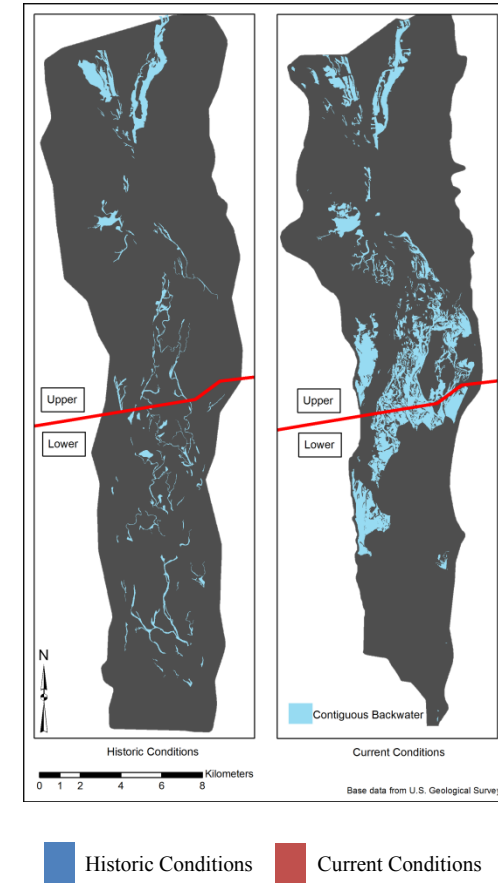 Upper
Lower
Upper
Lower
N
Contiguous Backwater
Historic Conditions
Current Conditions
Kilometers
0 1 2 4 6 8
Base data from U.S. Geological Survey
Historic Conditions Current Conditions